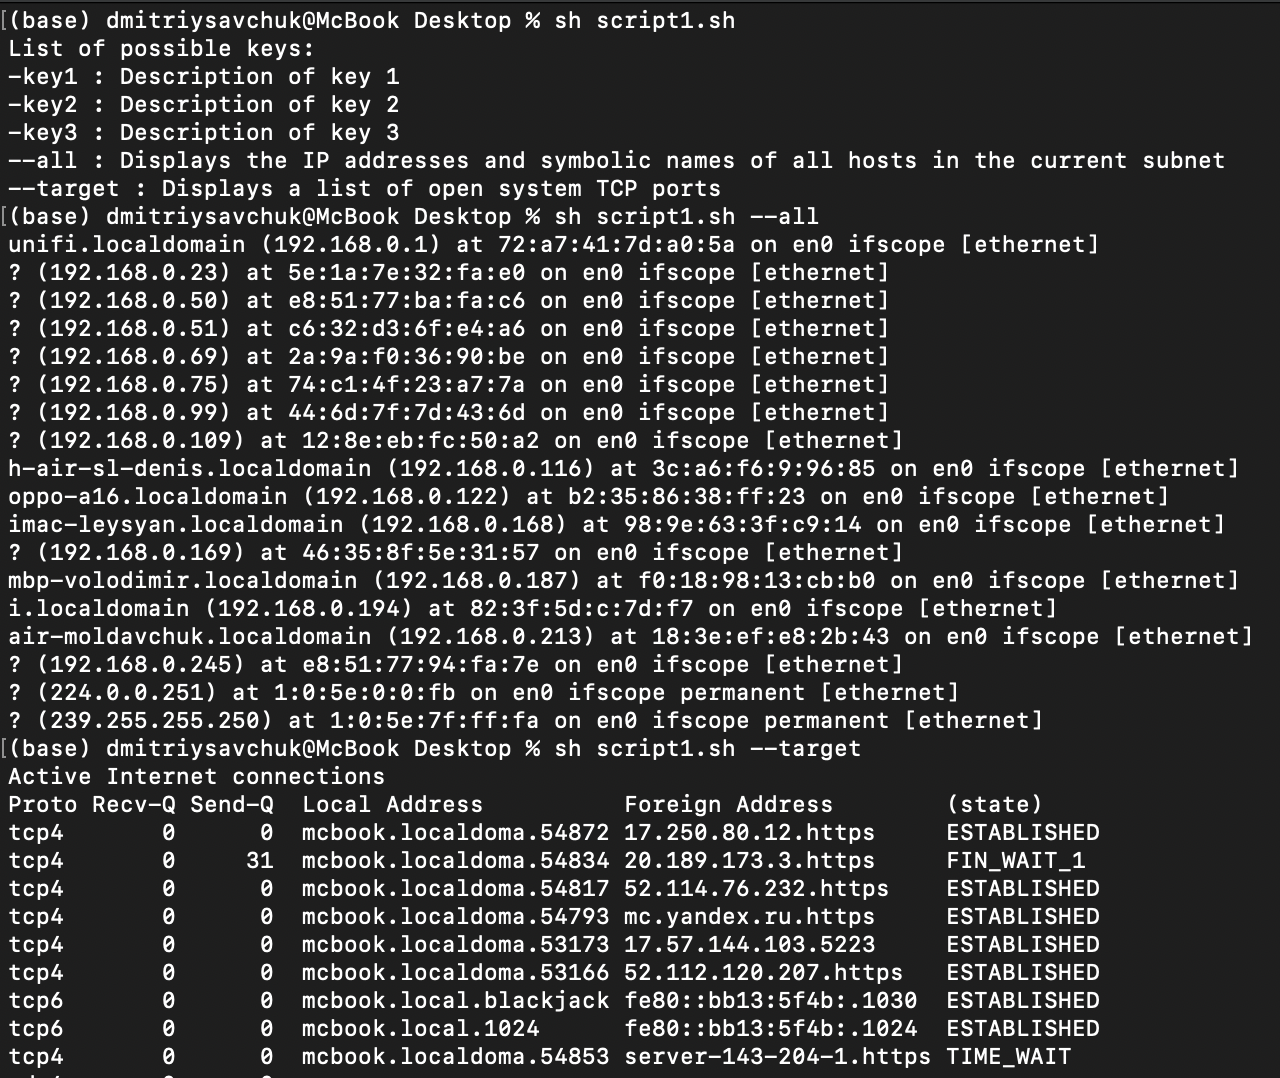 [(base) dmitriysavchuk@McBook Desktop % sh script1.sh
List of possible keys:
-key1 : Description of key 1
-key2 : Description of key 2
-key3 : Description of key 3
--all : Displays the IP addresses and symbolic names of all hosts in the current subnet
--target : Displays a list of open system TCP ports
[(base) dmitriysavchuk@McBook Desktop % sh script1.sh --all
unifi.localdomain (192.168.0.1) at 72:a7:41:7d:a0:5a on en0 ifscope [ethernet]
? (192.168.0.23) at 5e:1a:7e:32:fa:e0 on en0 ifscope [ethernet]
? (192.168.0.50) at e8:51:77:ba:fa:c6 on en0 ifscope [ethernet]
? (192.168.0.51) at c6:32:d3:6f:e4:a6 on en0 ifscope [ethernet]
? (192.168.0.69) at 2a:9a:f0:36:90:be on en0 ifscope [ethernet]
? (192.168.0.75) at 74:c1:4f:23:a7:7a on en0 ifscope [ethernet]
? (192.168.0.99) at 44:6d:7f:7d:43:6d on en0 ifscope [ethernet]
? (192.168.0.109) at 12:8e:eb:fc:50:a2 on en0 ifscope [ethernet]
h-air-sl-denis.localdomain (192.168.0.116) at 3c:a6:f6:9:96:85 on en0 ifscope [ethernet]
oppo-a16.localdomain (192.168.0.122) at b2:35:86:38:ff:23 on en0 ifscope [ethernet]
imac-leysyan.localdomain (192.168.0.168) at 98:9e:63:3f:c9:14 on en0 ifscope [ethernet]
? (192.168.0.169) at 46:35:8f:5e:31:57 on en0 ifscope [ethernet]
mbp-volodimir.localdomain (192.168.0.187) at f0:18:98:13:cb:b0 on en0 ifscope [ethernet]
i.localdomain (192.168.0.194) at 82:3f:5d:c:7d:f7 on en0 ifscope [ethernet]
air-moldavchuk.localdomain (192.168.0.213) at 18:3e:ef:e8:2b:43 on en0 ifscope [ethernet]
? (192.168.0.245) at e8:51:77:94:fa:7e on en0 ifscope [ethernet]
? (224.0.0.251) at 1:0:5e:0:0:fb on en0 ifscope permanent [ethernet]
? (239.255.255.250) at 1:0:5e:7f:ff:fa on en0 ifscope permanent [ethernet]
[(base) dmitriysavchuk@McBook Desktop % sh script1.sh --target
Active Internet connections
Proto Recv-Q Send-Q  Local Address          Foreign Address        (state)
tcp4       0      0  mcbook.localdoma.54872 17.250.80.12.https     ESTABLISHED
tcp4       0     31  mcbook.localdoma.54834 20.189.173.3.https     FIN_WAIT_1
tcp4       0      0  mcbook.localdoma.54817 52.114.76.232.https    ESTABLISHED
tcp4       0      0  mcbook.localdoma.54793 mc.yandex.ru.https     ESTABLISHED
tcp4       0      0  mcbook.localdoma.53173 17.57.144.103.5223     ESTABLISHED
tcp4       0      0  mcbook.localdoma.53166 52.112.120.207.https   ESTABLISHED
tcp6       0      0  mcbook.local.blackjack fe80::bb13:5f4b:.1030  ESTABLISHED
tcp6       0      0  mcbook.local.1024      fe80::bb13:5f4b:.1024  ESTABLISHED
tcp4       0      0  mcbook.localdoma.54853 server-143-204-1.https TIME_WAIT